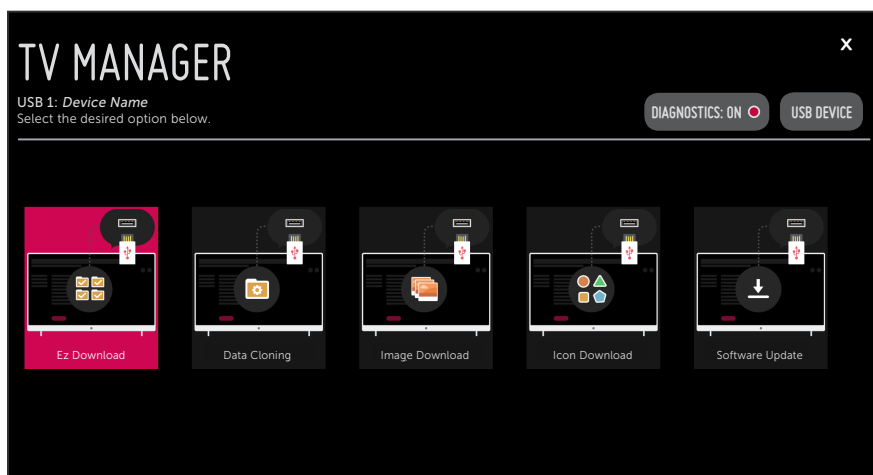 X
TV MANAGER
USB 1: Device Name
Select the desired option below.
DIAGNOSTICS: ON
USB DEVICE
Ez Download
Data Cloning
Image Download
Icon Download
Software Update